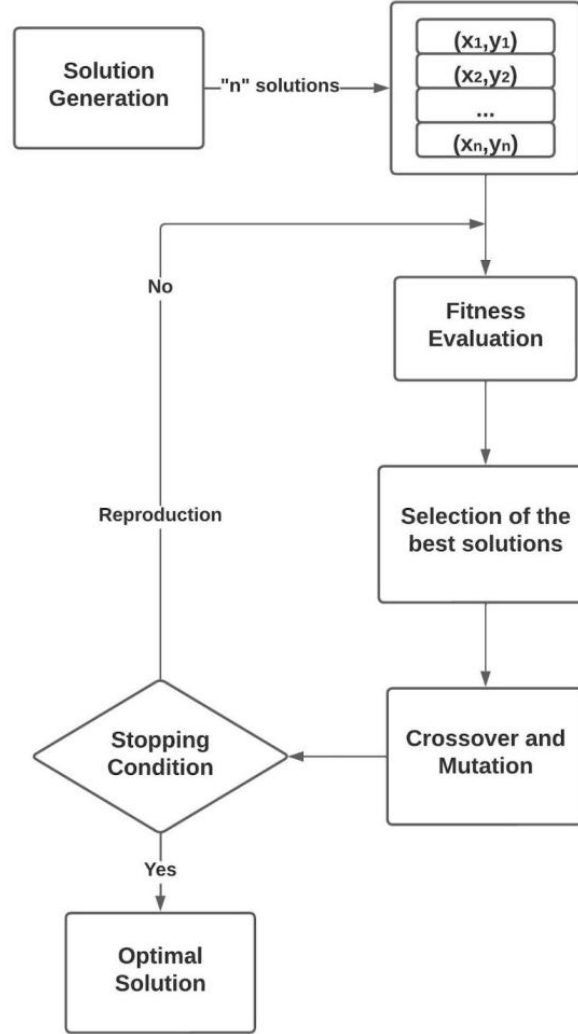 Solution
Generation
"n" solutions
(x₁,y₁)
(x₂,y₂)
...
(xₙ,yₙ)
No
Fitness
Evaluation
Reproduction
Selection of the
best solutions
Stopping
Condition
Crossover and
Mutation
Yes
Optimal
Solution